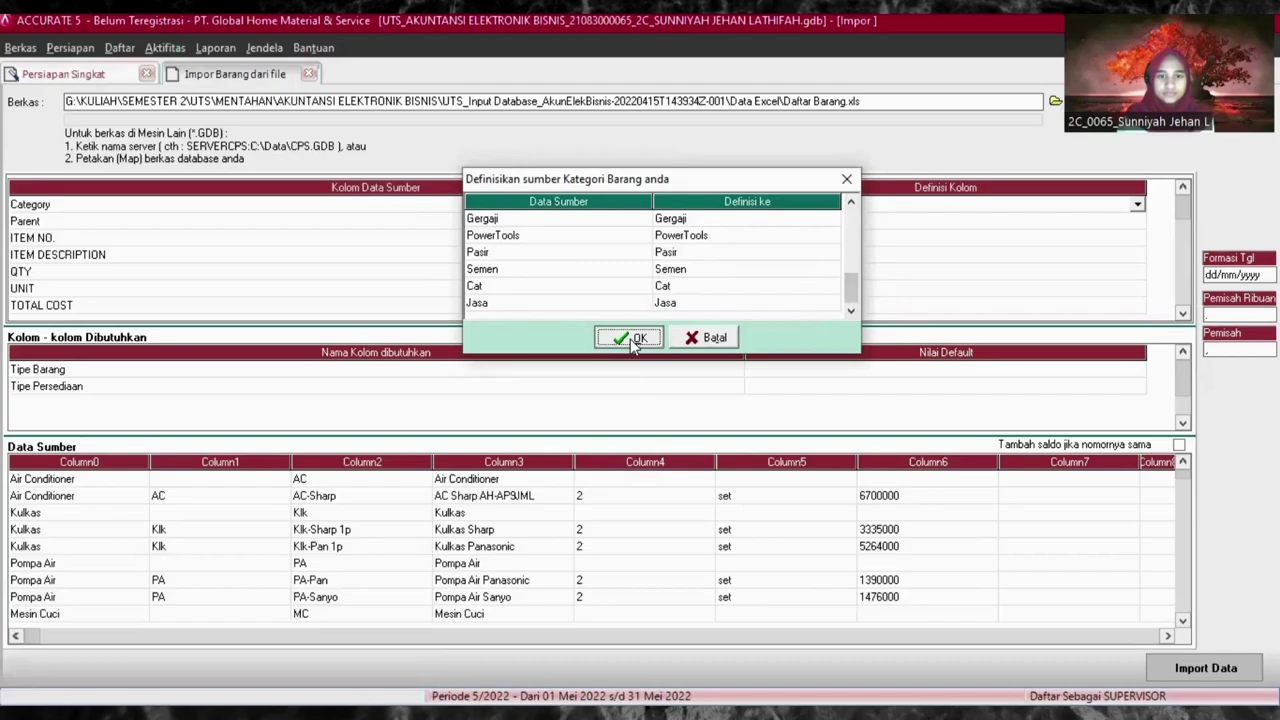 ACCURATE 5 - Belum Teregistrasi - PT. Global Home Material & Service [UTS_AKUNTANSI ELEKTRONIK BISNIS_21083000065_2C_SUNNIYAH JEHAN LATHIFAH.gdb] - [Impor ]
Berkas Persiapan Daftar Aktifitas Laporan Jendela Bantuan
Persiapan Singkat Impor Barang dari file
Berkas : G:\KULIAH\SEMESTER 2\UTS\MENTAHAN\AKUNTANSI ELEKTRONIK BISNIS\UTS_Input Database_AkunElekBisnis-20220415T143934Z-001\Data Excel\Daftar Barang.xls
2C_0065_Sunniyah Jehan L
Untuk berkas di Mesin Lain (*.GDB) :
1. Ketik nama server ( cth : SERVERCPS:C:\Data\CPS.GDB ), atau
2. Petakan (Map) berkas database anda
Kolom Data Sumber Definisi Kolom
Category
Parent
ITEM NO.
ITEM DESCRIPTION
QTY
UNIT
TOTAL COST
Definisikan sumber Kategori Barang anda
Data Sumber Definisi ke
Gergaji Gergaji
PowerTools PowerTools
Pasir Pasir
Semen Semen
Cat Cat
Jasa Jasa
OK Batal
Formasi Tgl
dd/mm/yyyy
Pemisah Ribuan
.
Pemisah
,
Kolom - kolom Dibutuhkan
Nama Kolom dibutuhkan Nilai Default
Tipe Barang
Tipe Persediaan
Data Sumber Tambah saldo jika nomornya sama
Column0 Column1 Column2 Column3 Column4 Column5 Column6 Column7 Column8
Air Conditioner AC Air Conditioner
Air Conditioner AC AC-Sharp AC Sharp AH-AP9JML 2 set 6700000
Kulkas Klk Kulkas
Kulkas Klk Klk-Sharp 1p Kulkas Sharp 2 set 3335000
Kulkas Klk Klk-Pan 1p Kulkas Panasonic 2 set 5264000
Pompa Air PA Pompa Air
Pompa Air PA PA-Pan Pompa Air Panasonic 2 set 1390000
Pompa Air PA PA-Sanyo Pompa Air Sanyo 2 set 1476000
Mesin Cuci MC Mesin Cuci
Import Data
Periode 5/2022 - Dari 01 Mei 2022 s/d 31 Mei 2022 Daftar Sebagai SUPERVISOR